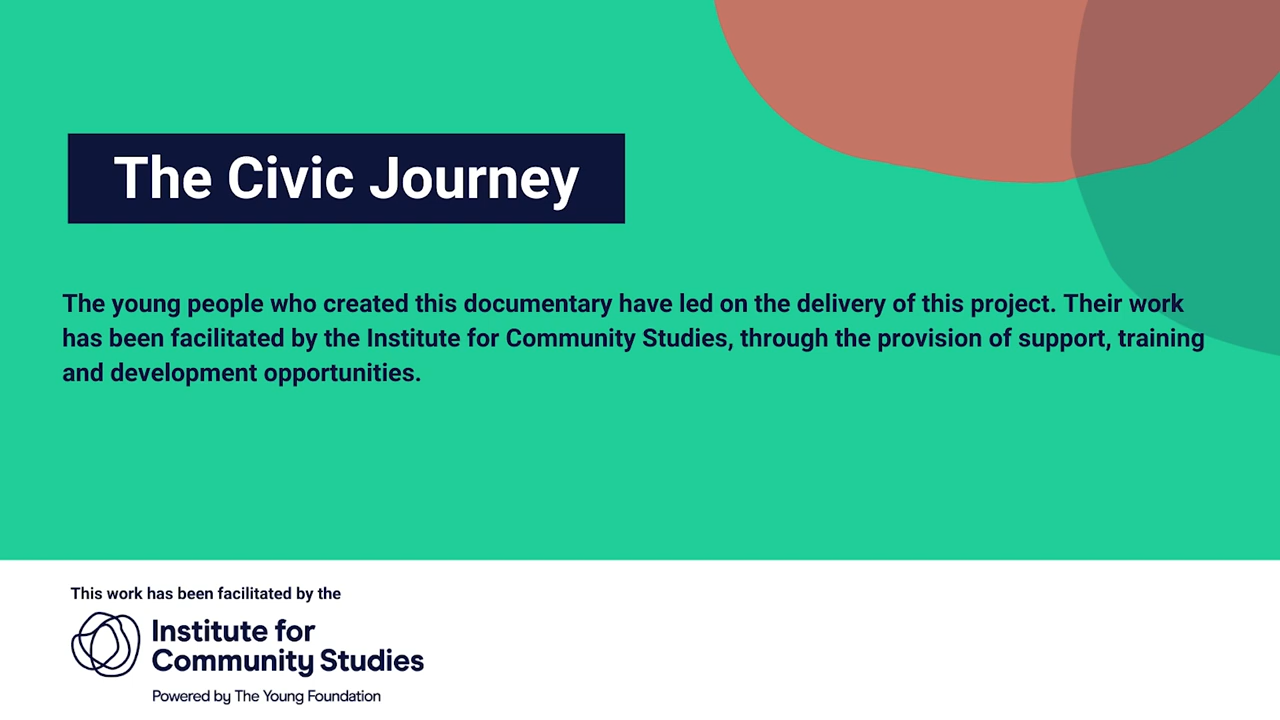 The Civic Journey
The young people who created this documentary have led on the delivery of this project. Their work
has been facilitated by the Institute for Community Studies, through the provision of support, training
and development opportunities.
This work has been facilitated by the
Institute for
Community Studies
Powered by The Young Foundation